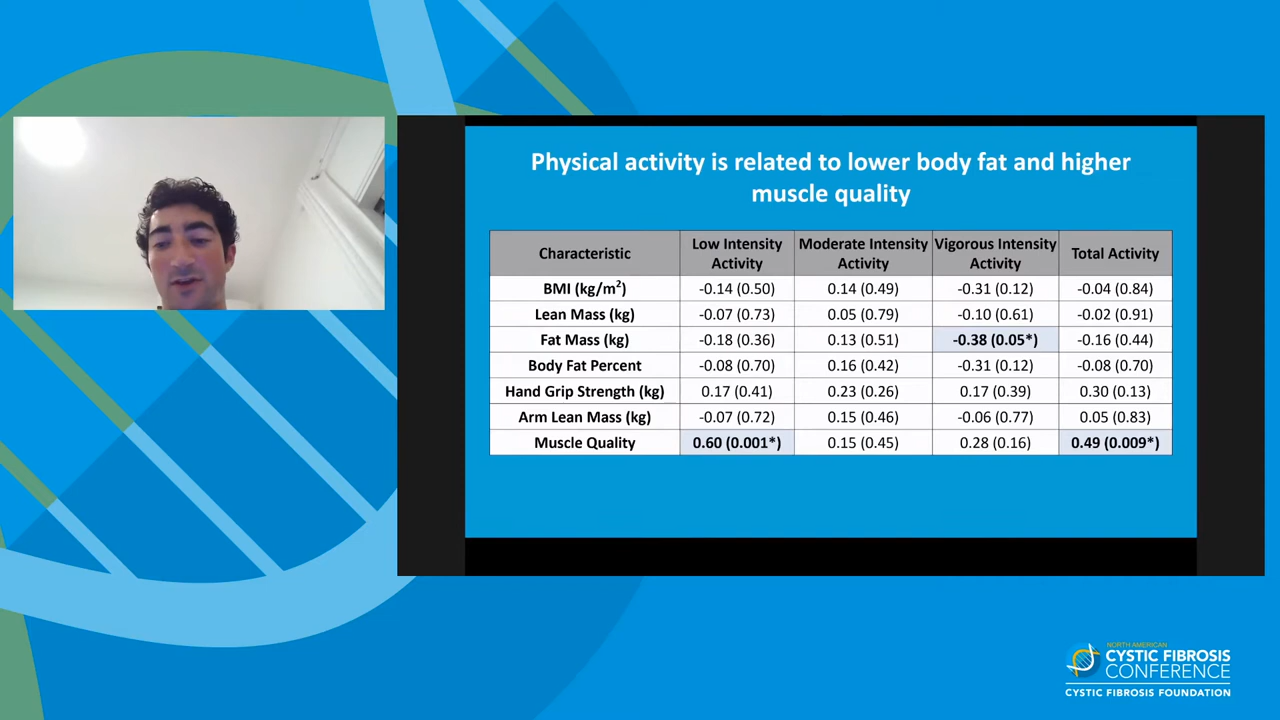 Physical activity is related to lower body fat and higher
muscle quality
Characteristic Low Intensity Activity Moderate Intensity Activity Vigorous Intensity Activity Total Activity
BMI (kg/m²) -0.14 (0.50) 0.14 (0.49) -0.31 (0.12) -0.04 (0.84)
Lean Mass (kg) -0.07 (0.73) 0.05 (0.79) -0.10 (0.61) -0.02 (0.91)
Fat Mass (kg) -0.18 (0.36) 0.13 (0.51) -0.38 (0.05*) -0.16 (0.44)
Body Fat Percent -0.08 (0.70) 0.16 (0.42) -0.31 (0.12) -0.08 (0.70)
Hand Grip Strength (kg) 0.17 (0.41) 0.23 (0.26) 0.17 (0.39) 0.30 (0.13)
Arm Lean Mass (kg) -0.07 (0.72) 0.15 (0.46) -0.06 (0.77) 0.05 (0.83)
Muscle Quality 0.60 (0.001*) 0.15 (0.45) 0.28 (0.16) 0.49 (0.009*)
NORTH AMERICAN
CYSTIC FIBROSIS
CONFERENCE
CYSTIC FIBROSIS FOUNDATION